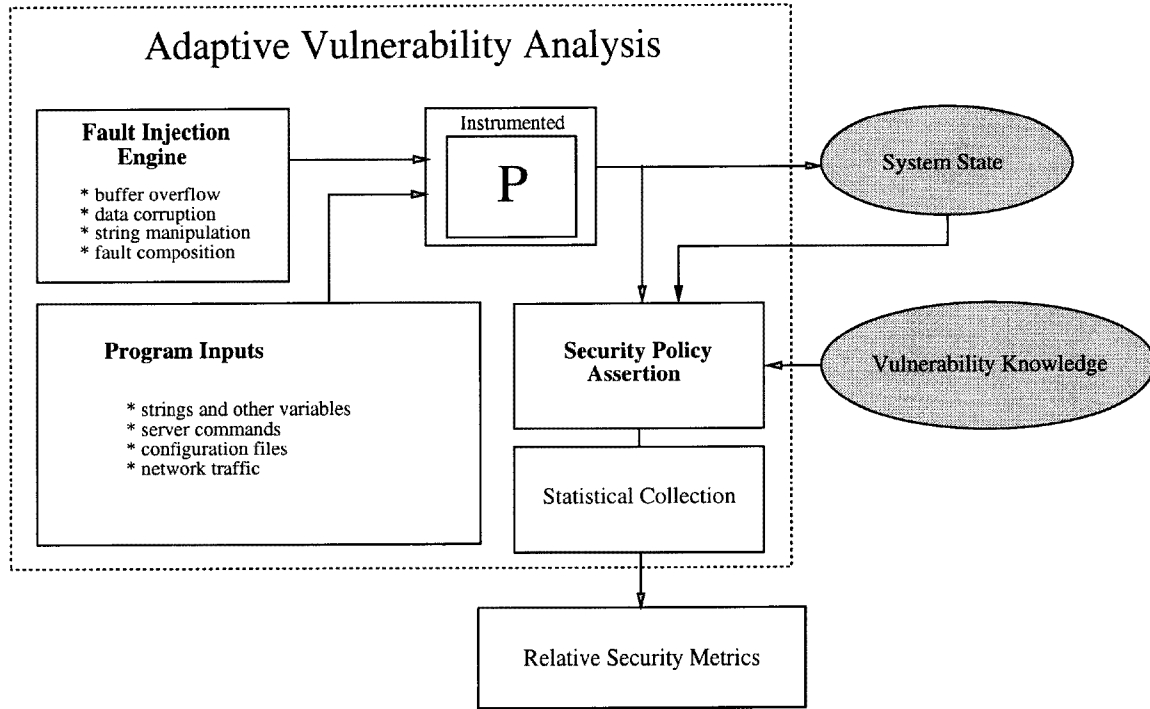 Adaptive Vulnerability Analysis
Fault Injection
Engine
* buffer overflow
* data corruption
* string manipulation
* fault composition
Instrumented
P
System State
Program Inputs
* strings and other variables
* server commands
* configuration files
* network traffic
Security Policy
Assertion
Vulnerability Knowledge
Statistical Collection
Relative Security Metrics